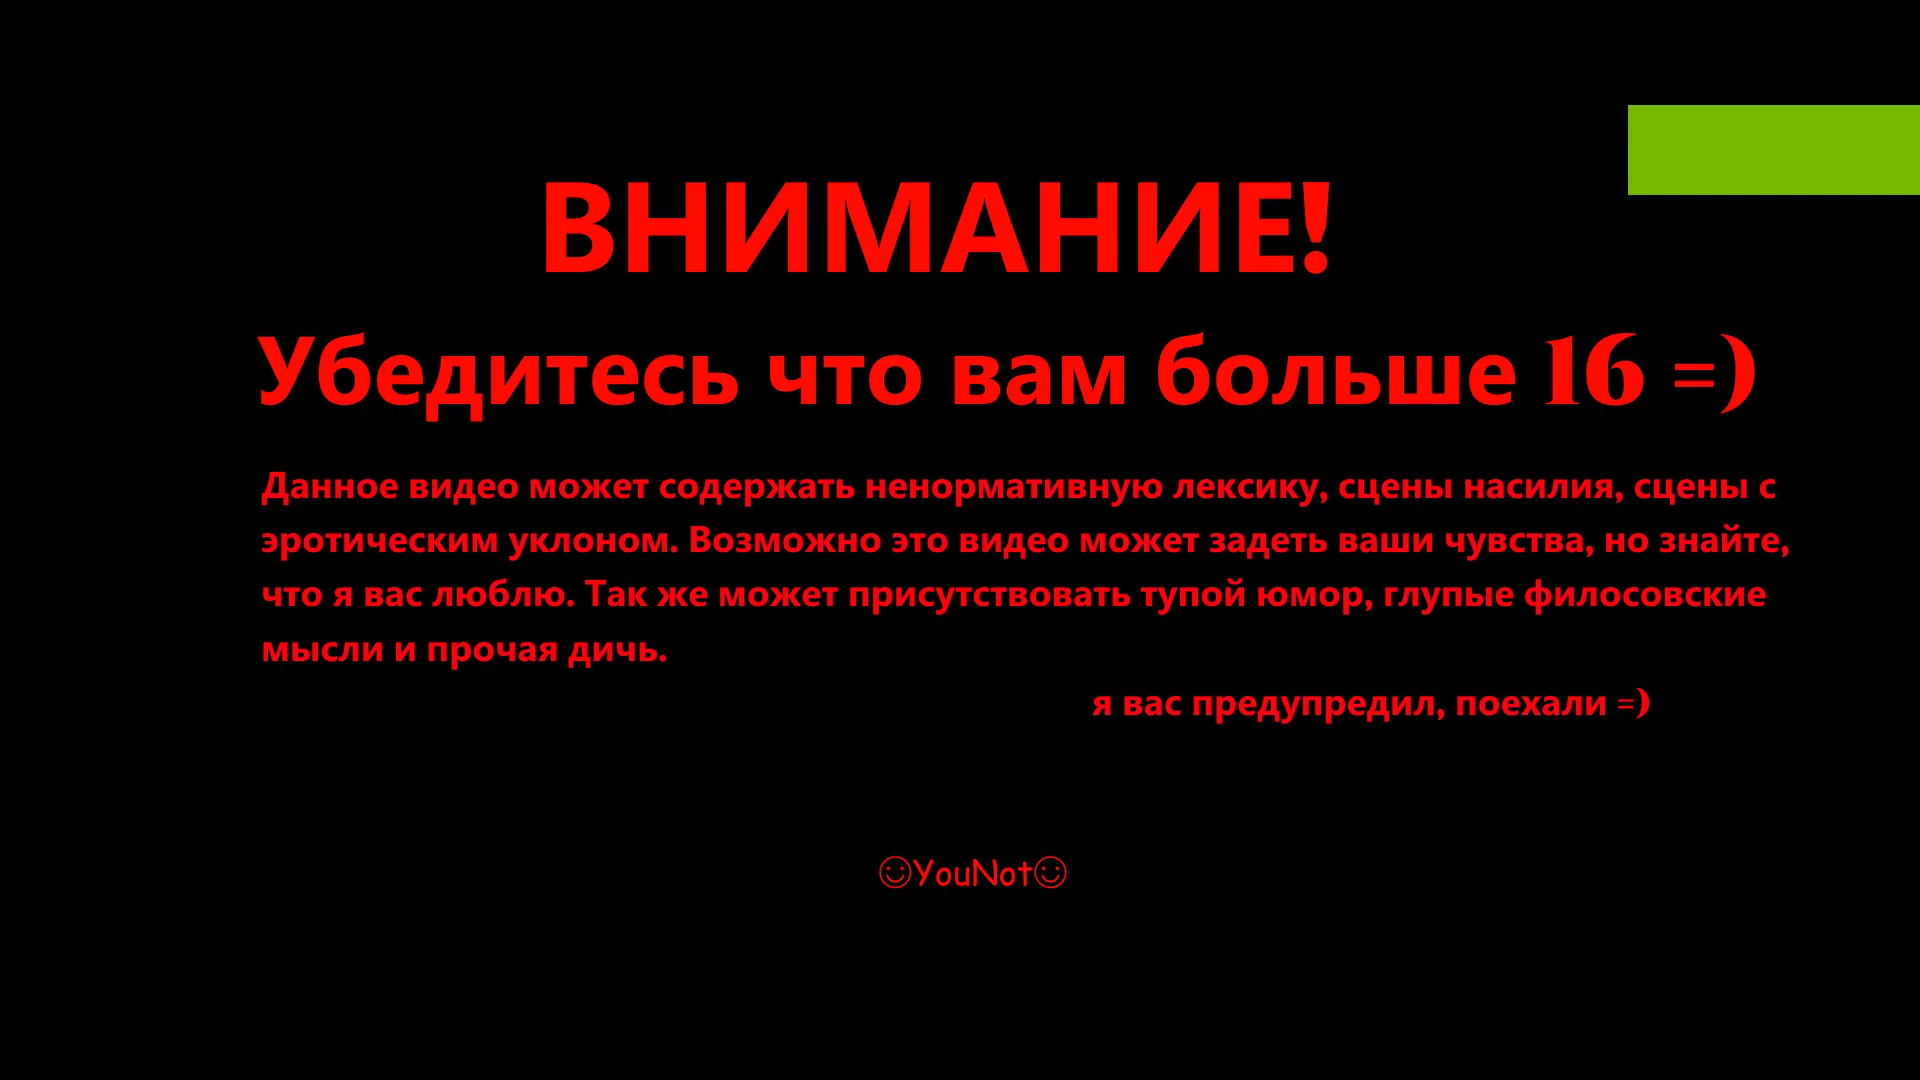 ВНИМАНИЕ!
Убедитесь что вам больше 16 =)
Данное видео может содержать ненормативную лексику, сцены насилия, сцены с
эротическим уклоном. Возможно это видео может задеть ваши чувства, но знайте,
что я вас люблю. Так же может присутствовать тупой юмор, глупые филосовские
мысли и прочая дичь.
я вас предупредил, поехали =)
☺YouNot☺